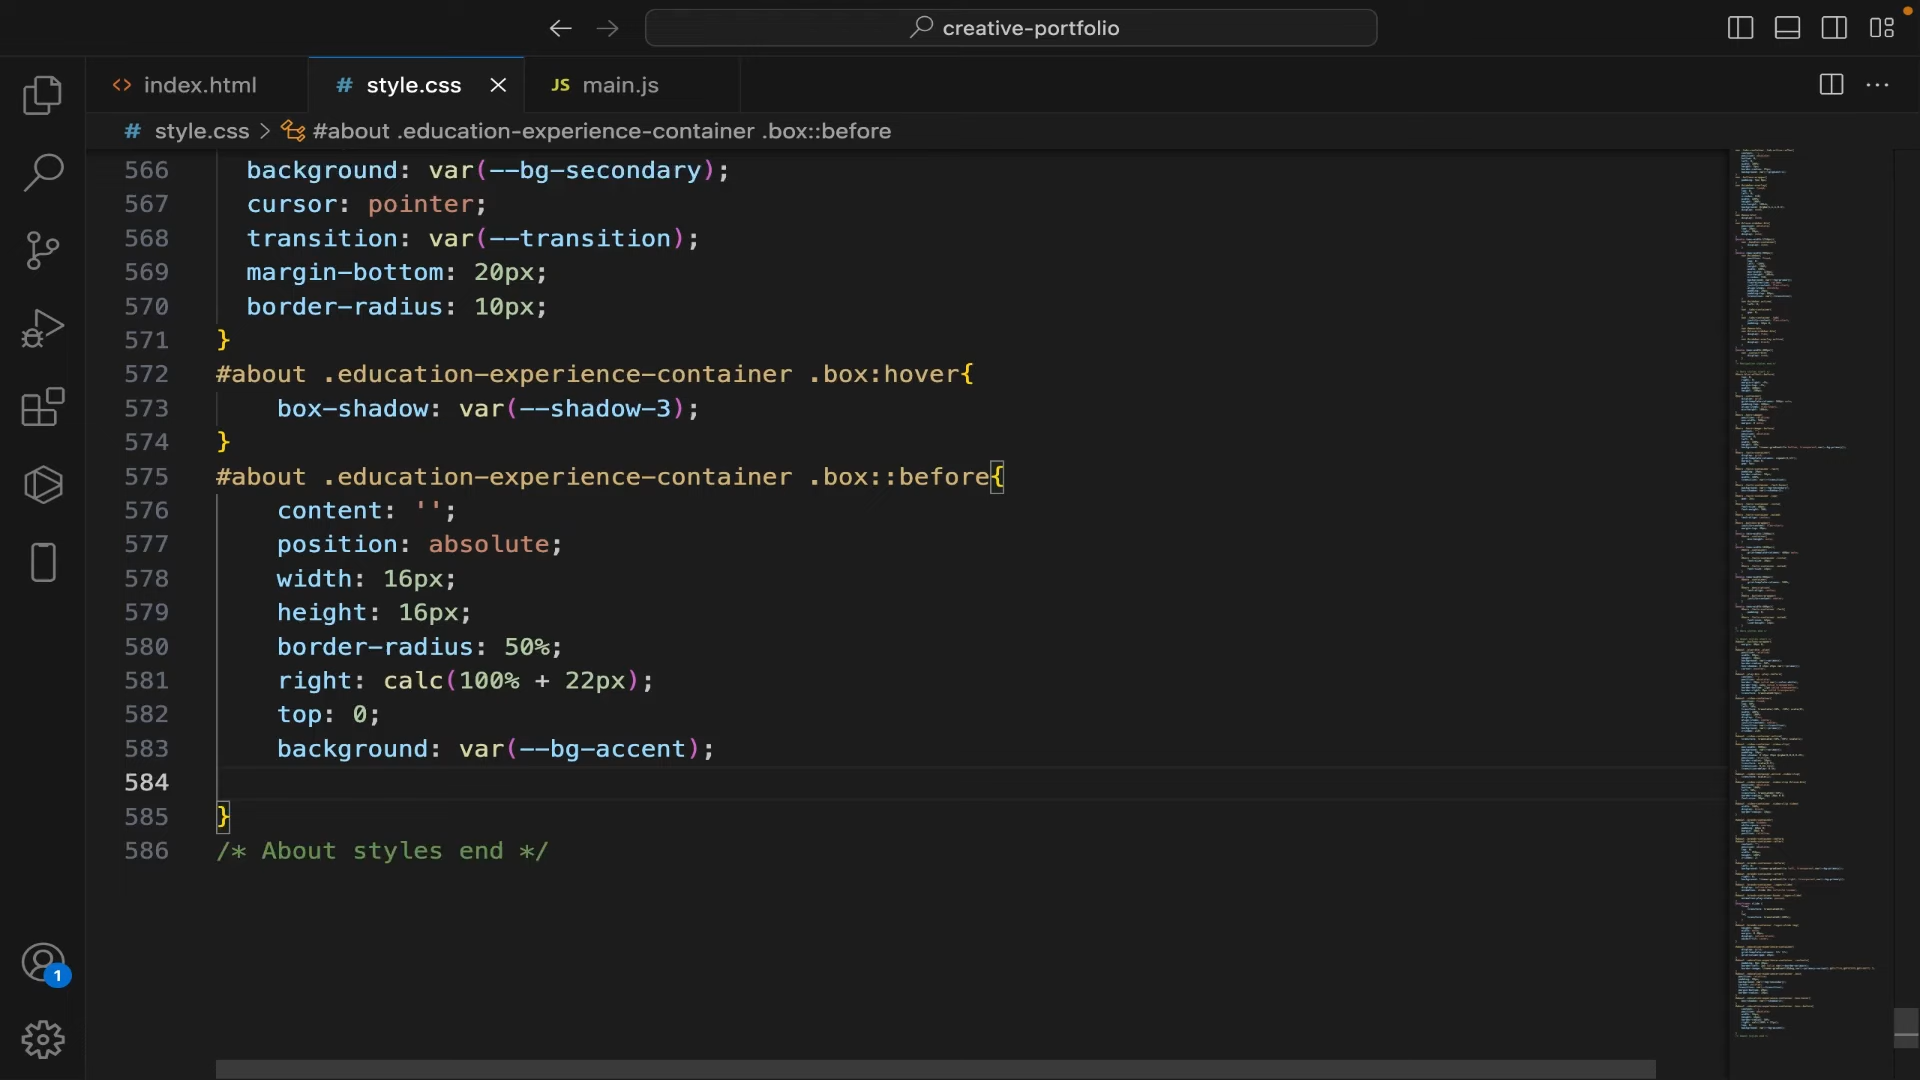 creative-portfolio
<> index.html
# style.css
JS main.js
# style.css > #about .education-experience-container .box::before
566 background: var(--bg-secondary);
567 cursor: pointer;
568 transition: var(--transition);
569 margin-bottom: 20px;
570 border-radius: 10px;
571 }
572 #about .education-experience-container .box:hover{
573 box-shadow: var(--shadow-3);
574 }
575 #about .education-experience-container .box::before{
576 content: '';
577 position: absolute;
578 width: 16px;
579 height: 16px;
580 border-radius: 50%;
581 right: calc(100% + 22px);
582 top: 0;
583 background: var(--bg-accent);
584
585 }
586 /* About styles end */
1